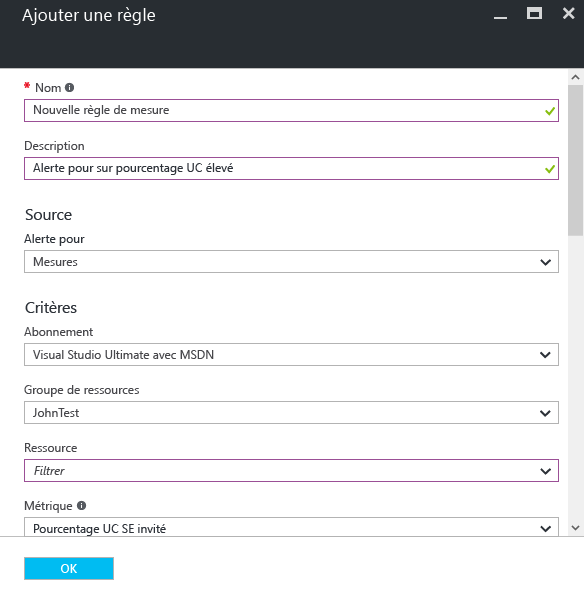 Ajouter une règle
* Nom
Nouvelle règle de mesure
Description
Alerte pour sur pourcentage UC élevé
Source
Alerte pour
Mesures
Critères
Abonnement
Visual Studio Ultimate avec MSDN
Groupe de ressources
JohnTest
Ressource
Filtrer
Métrique
Pourcentage UC SE invité
OK